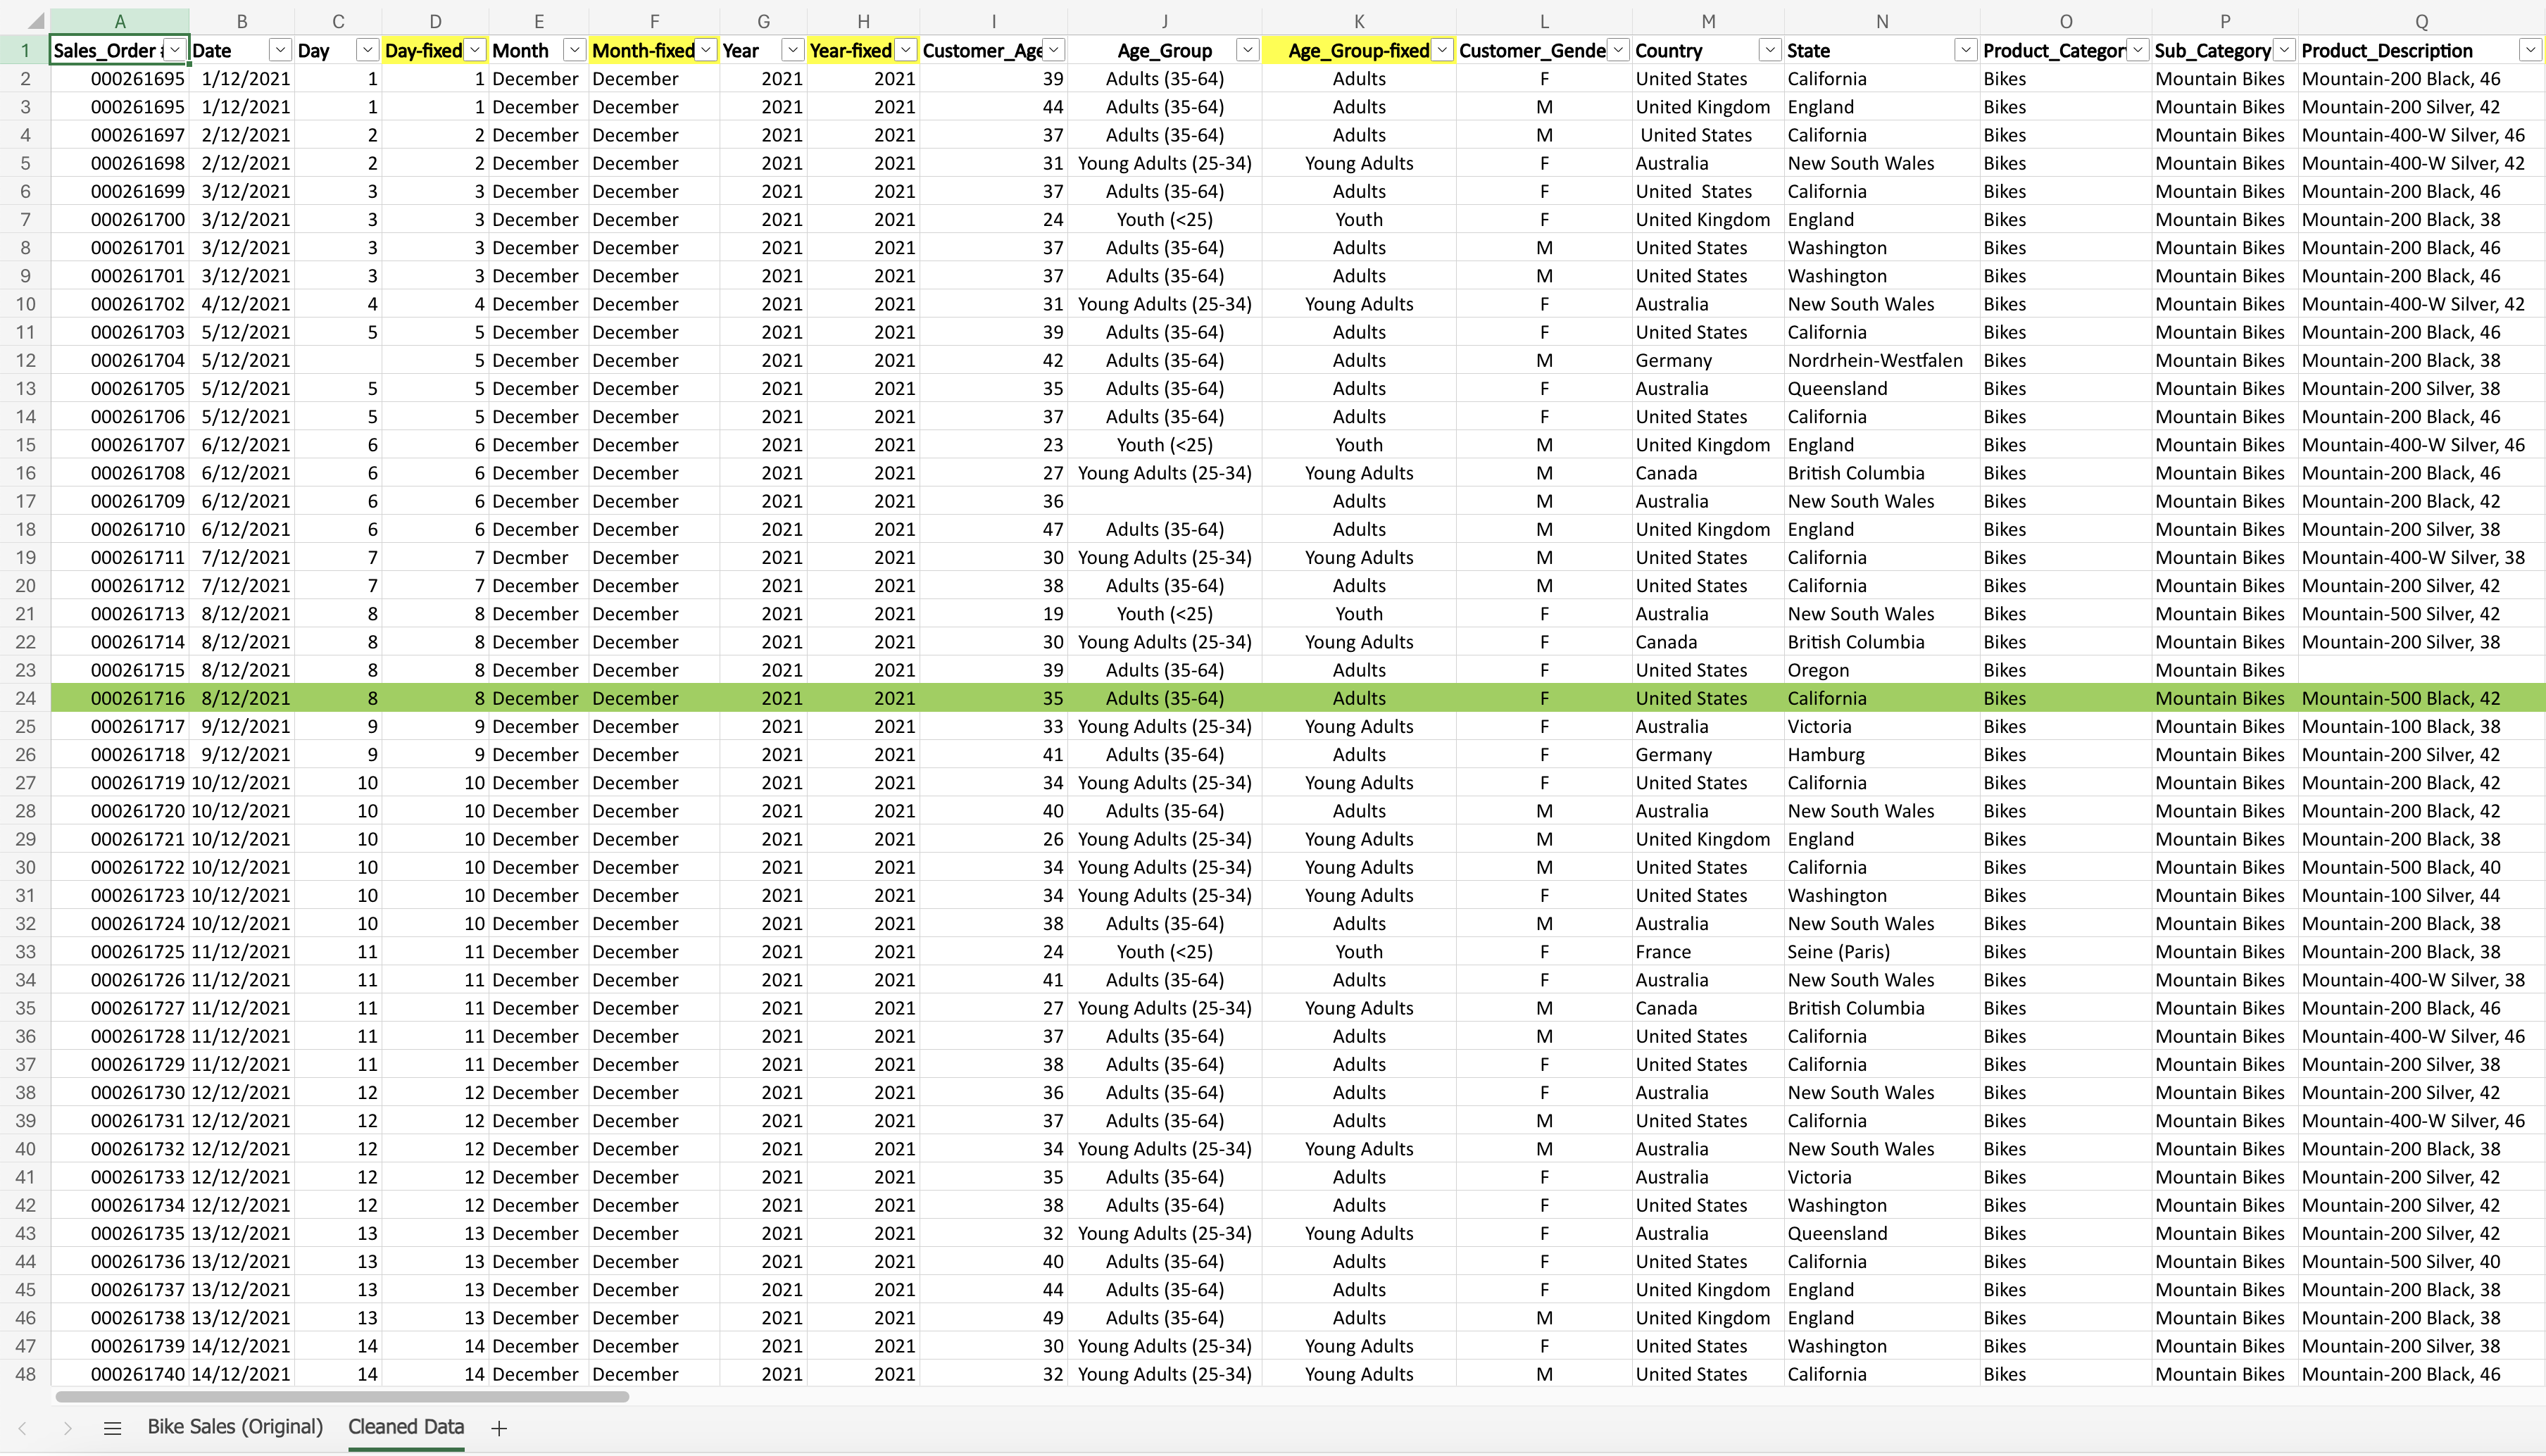 A B C D E F G H I J K L M N O P Q
1 Sales_Order # Date Day Day-fixed Month Month-fixed Year Year-fixed Customer_Age Age_Group Age_Group-fixed Customer_Gende Country State Product_Categor Sub_Category Product_Description
2 000261695 1/12/2021 1 1 December December 2021 2021 39 Adults (35-64) Adults F United States California Bikes Mountain Bikes Mountain-200 Black, 46
3 000261695 1/12/2021 1 1 December December 2021 2021 44 Adults (35-64) Adults M United Kingdom England Bikes Mountain Bikes Mountain-200 Silver, 42
4 000261697 2/12/2021 2 2 December December 2021 2021 37 Adults (35-64) Adults M United States California Bikes Mountain Bikes Mountain-400-W Silver, 46
5 000261698 2/12/2021 2 2 December December 2021 2021 31 Young Adults (25-34) Young Adults F Australia New South Wales Bikes Mountain Bikes Mountain-400-W Silver, 42
6 000261699 3/12/2021 3 3 December December 2021 2021 37 Adults (35-64) Adults F United  States California Bikes Mountain Bikes Mountain-200 Black, 46
7 000261700 3/12/2021 3 3 December December 2021 2021 24 Youth (<25) Youth F United Kingdom England Bikes Mountain Bikes Mountain-200 Black, 38
8 000261701 3/12/2021 3 3 December December 2021 2021 37 Adults (35-64) Adults M United States Washington Bikes Mountain Bikes Mountain-200 Black, 46
9 000261701 3/12/2021 3 3 December December 2021 2021 37 Adults (35-64) Adults M United States Washington Bikes Mountain Bikes Mountain-200 Black, 46
10 000261702 4/12/2021 4 4 December December 2021 2021 31 Young Adults (25-34) Young Adults F Australia New South Wales Bikes Mountain Bikes Mountain-400-W Silver, 42
11 000261703 5/12/2021 5 5 December December 2021 2021 39 Adults (35-64) Adults F United States California Bikes Mountain Bikes Mountain-200 Black, 46
12 000261704 5/12/2021 5 December December 2021 2021 42 Adults (35-64) Adults M Germany Nordrhein-Westfalen Bikes Mountain Bikes Mountain-200 Black, 38
13 000261705 5/12/2021 5 5 December December 2021 2021 35 Adults (35-64) Adults F Australia Queensland Bikes Mountain Bikes Mountain-200 Silver, 38
14 000261706 5/12/2021 5 5 December December 2021 2021 37 Adults (35-64) Adults F United States California Bikes Mountain Bikes Mountain-200 Black, 46
15 000261707 6/12/2021 6 6 December December 2021 2021 23 Youth (<25) Youth M United Kingdom England Bikes Mountain Bikes Mountain-400-W Silver, 46
16 000261708 6/12/2021 6 6 December December 2021 2021 27 Young Adults (25-34) Young Adults M Canada British Columbia Bikes Mountain Bikes Mountain-200 Black, 46
17 000261709 6/12/2021 6 6 December December 2021 2021 36 Adults M Australia New South Wales Bikes Mountain Bikes Mountain-200 Black, 42
18 000261710 6/12/2021 6 6 December December 2021 2021 47 Adults (35-64) Adults M United Kingdom England Bikes Mountain Bikes Mountain-200 Silver, 38
19 000261711 7/12/2021 7 7 Decmber December 2021 2021 30 Young Adults (25-34) Young Adults M United States California Bikes Mountain Bikes Mountain-400-W Silver, 38
20 000261712 7/12/2021 7 7 December December 2021 2021 38 Adults (35-64) Adults M United States California Bikes Mountain Bikes Mountain-200 Silver, 42
21 000261713 8/12/2021 8 8 December December 2021 2021 19 Youth (<25) Youth F Australia New South Wales Bikes Mountain Bikes Mountain-500 Silver, 42
22 000261714 8/12/2021 8 8 December December 2021 2021 30 Young Adults (25-34) Young Adults F Canada British Columbia Bikes Mountain Bikes Mountain-200 Silver, 38
23 000261715 8/12/2021 8 8 December December 2021 2021 39 Adults (35-64) Adults F United States Oregon Bikes Mountain Bikes
24 000261716 8/12/2021 8 8 December December 2021 2021 35 Adults (35-64) Adults F United States California Bikes Mountain Bikes Mountain-500 Black, 42
25 000261717 9/12/2021 9 9 December December 2021 2021 33 Young Adults (25-34) Young Adults F Australia Victoria Bikes Mountain Bikes Mountain-100 Black, 38
26 000261718 9/12/2021 9 9 December December 2021 2021 41 Adults (35-64) Adults F Germany Hamburg Bikes Mountain Bikes Mountain-200 Silver, 42
27 000261719 10/12/2021 10 10 December December 2021 2021 34 Young Adults (25-34) Young Adults F United States California Bikes Mountain Bikes Mountain-200 Black, 42
28 000261720 10/12/2021 10 10 December December 2021 2021 40 Adults (35-64) Adults M Australia New South Wales Bikes Mountain Bikes Mountain-200 Black, 42
29 000261721 10/12/2021 10 10 December December 2021 2021 26 Young Adults (25-34) Young Adults M United Kingdom England Bikes Mountain Bikes Mountain-200 Black, 38
30 000261722 10/12/2021 10 10 December December 2021 2021 34 Young Adults (25-34) Young Adults M United States California Bikes Mountain Bikes Mountain-500 Black, 40
31 000261723 10/12/2021 10 10 December December 2021 2021 34 Young Adults (25-34) Young Adults F United States Washington Bikes Mountain Bikes Mountain-100 Silver, 44
32 000261724 10/12/2021 10 10 December December 2021 2021 38 Adults (35-64) Adults M Australia New South Wales Bikes Mountain Bikes Mountain-200 Black, 38
33 000261725 11/12/2021 11 11 December December 2021 2021 24 Youth (<25) Youth F France Seine (Paris) Bikes Mountain Bikes Mountain-200 Black, 38
34 000261726 11/12/2021 11 11 December December 2021 2021 41 Adults (35-64) Adults F Australia New South Wales Bikes Mountain Bikes Mountain-400-W Silver, 38
35 000261727 11/12/2021 11 11 December December 2021 2021 27 Young Adults (25-34) Young Adults M Canada British Columbia Bikes Mountain Bikes Mountain-200 Black, 46
36 000261728 11/12/2021 11 11 December December 2021 2021 37 Adults (35-64) Adults M United States California Bikes Mountain Bikes Mountain-400-W Silver, 46
37 000261729 11/12/2021 11 11 December December 2021 2021 38 Adults (35-64) Adults F United States California Bikes Mountain Bikes Mountain-200 Silver, 38
38 000261730 12/12/2021 12 12 December December 2021 2021 36 Adults (35-64) Adults F Australia New South Wales Bikes Mountain Bikes Mountain-200 Silver, 42
39 000261731 12/12/2021 12 12 December December 2021 2021 37 Adults (35-64) Adults M United States California Bikes Mountain Bikes Mountain-400-W Silver, 46
40 000261732 12/12/2021 12 12 December December 2021 2021 34 Young Adults (25-34) Young Adults M Australia New South Wales Bikes Mountain Bikes Mountain-200 Black, 38
41 000261733 12/12/2021 12 12 December December 2021 2021 35 Adults (35-64) Adults F Australia Victoria Bikes Mountain Bikes Mountain-200 Silver, 42
42 000261734 12/12/2021 12 12 December December 2021 2021 38 Adults (35-64) Adults F United States Washington Bikes Mountain Bikes Mountain-200 Silver, 42
43 000261735 13/12/2021 13 13 December December 2021 2021 32 Young Adults (25-34) Young Adults F Australia Queensland Bikes Mountain Bikes Mountain-200 Silver, 42
44 000261736 13/12/2021 13 13 December December 2021 2021 40 Adults (35-64) Adults F United States California Bikes Mountain Bikes Mountain-500 Silver, 40
45 000261737 13/12/2021 13 13 December December 2021 2021 44 Adults (35-64) Adults F United Kingdom England Bikes Mountain Bikes Mountain-200 Black, 38
46 000261738 13/12/2021 13 13 December December 2021 2021 49 Adults (35-64) Adults M United Kingdom England Bikes Mountain Bikes Mountain-200 Black, 38
47 000261739 14/12/2021 14 14 December December 2021 2021 30 Young Adults (25-34) Young Adults F United States Washington Bikes Mountain Bikes Mountain-200 Silver, 38
48 000261740 14/12/2021 14 14 December December 2021 2021 32 Young Adults (25-34) Young Adults M United States California Bikes Mountain Bikes Mountain-200 Black, 46
Bike Sales (Original) Cleaned Data